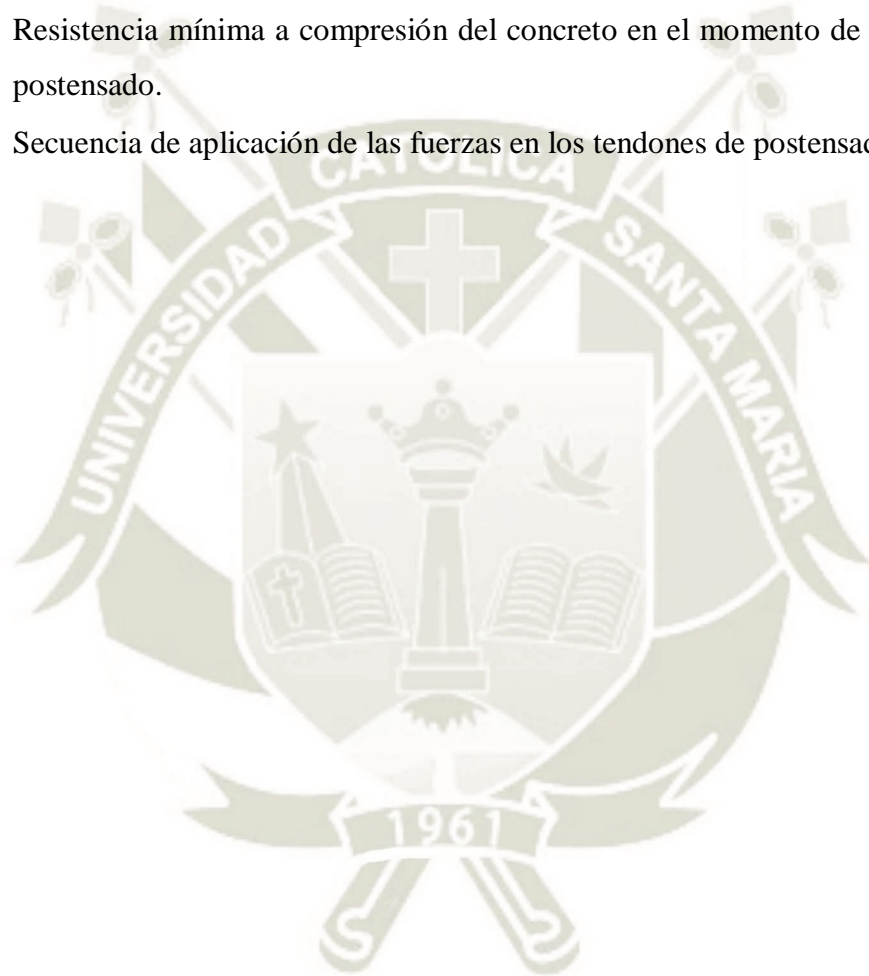 Resistencia mínima a compresión del concreto en el momento de
postensado.
Secuencia de aplicación de las fuerzas en los tendones de
UNIVERSIDAD CATOLICA SANTA MARIA
1961